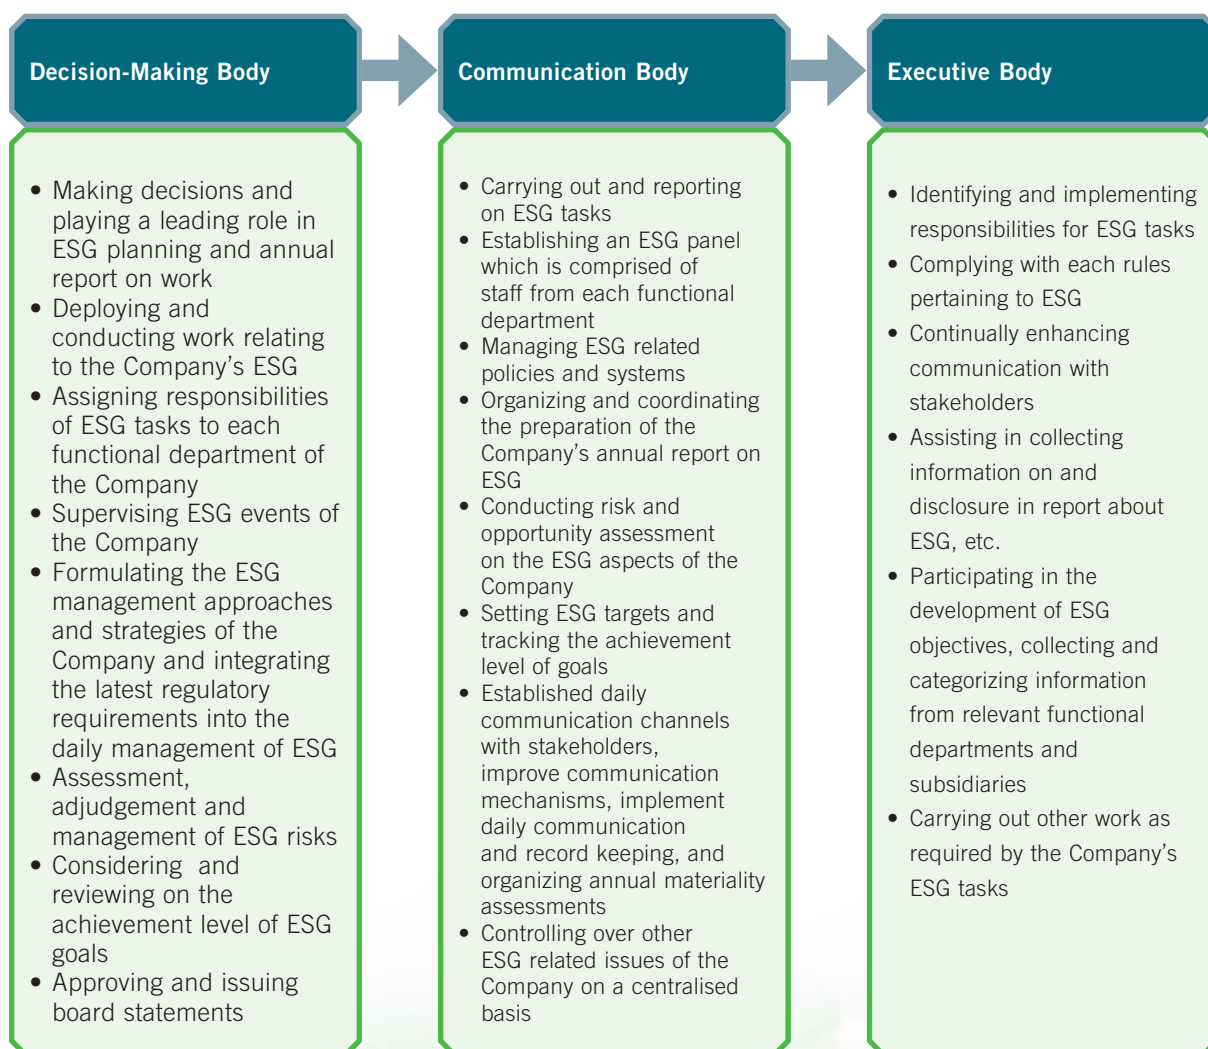 Decision-Making Body
• Making decisions and
playing a leading role in
ESG planning and annual
report on work
• Deploying and
conducting work relating
to the Company's ESG
• Assigning responsibilities
of ESG tasks to each
functional department of
the Company
• Supervising ESG events of
the Company
• Formulating the ESG
management approaches
and strategies of the
Company and integrating
the latest regulatory
requirements into the
daily management of ESG
• Assessment,
adjudgement and
management of ESG risks
• Considering and
reviewing on the
achievement level of ESG
goals
• Approving and issuing
board statements
Communication Body
• Carrying out and reporting
on ESG tasks
• Establishing an ESG panel
which is comprised of
staff from each functional
department
• Managing ESG related
policies and systems
• Organizing and coordinating
the preparation of the
Company's annual report on
ESG
• Conducting risk and
opportunity assessment
on the ESG aspects of the
Company
• Setting ESG targets and
tracking the achievement
level of goals
• Established daily
communication channels
with stakeholders,
improve communication
mechanisms, implement
daily communication
and record keeping, and
organizing annual materiality
assessments
• Controlling over other
ESG related issues of the
Company on a centralised
basis
Executive Body
• Identifying and implementing
responsibilities for ESG tasks
• Complying with each rules
pertaining to ESG
• Continually enhancing
communication with
stakeholders
• Assisting in collecting
information on and
disclosure in report about
ESG, etc.
• Participating in the
development of ESG
objectives, collecting and
categorizing information
from relevant functional
departments and
subsidiaries
• Carrying out other work as
required by the Company's
ESG tasks